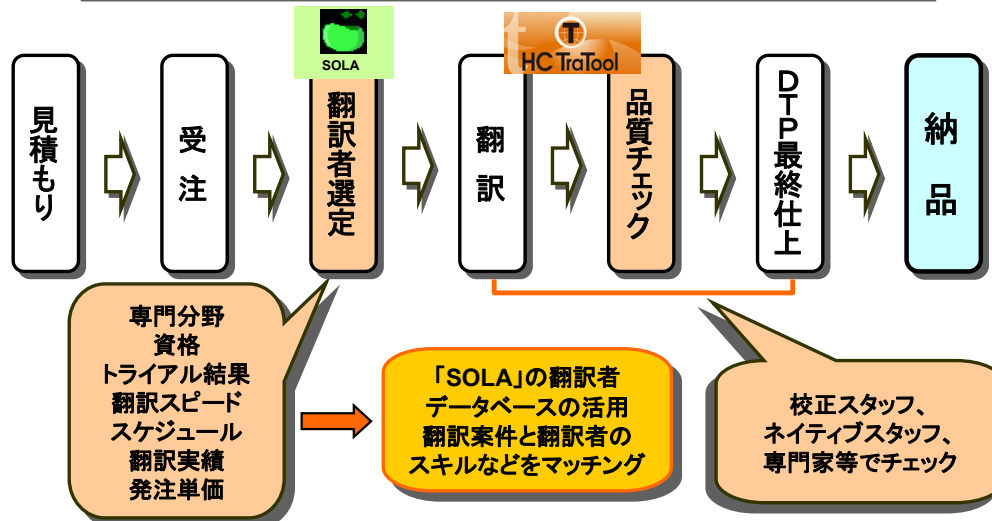 SOLA
T
HC TraTool
見積もり
受注
翻訳者選定
翻訳
品質チェック
DTP最終仕上
納品
専門分野
資格
トライアル結果
翻訳スピード
スケジュール
翻訳実績
発注単価
「SOLA」の翻訳者
データベースの活用
翻訳案件と翻訳者の
スキルなどをマッチング
校正スタッフ、
ネイティブスタッフ、
専門家等でチェック